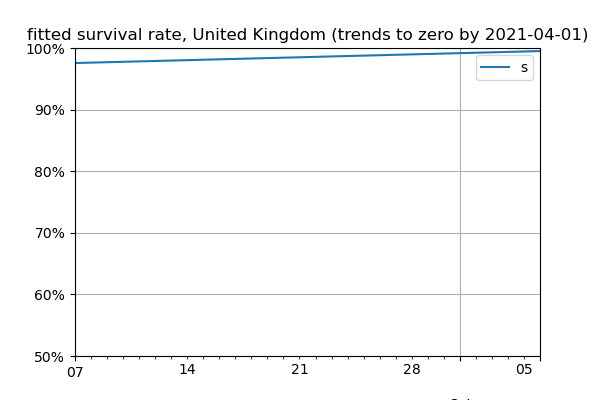 fitted survival rate, United Kingdom (trends to zero by 2021-04-01)
100%
s
90%
80%
70%
60%
50%
07 14 21 28 05